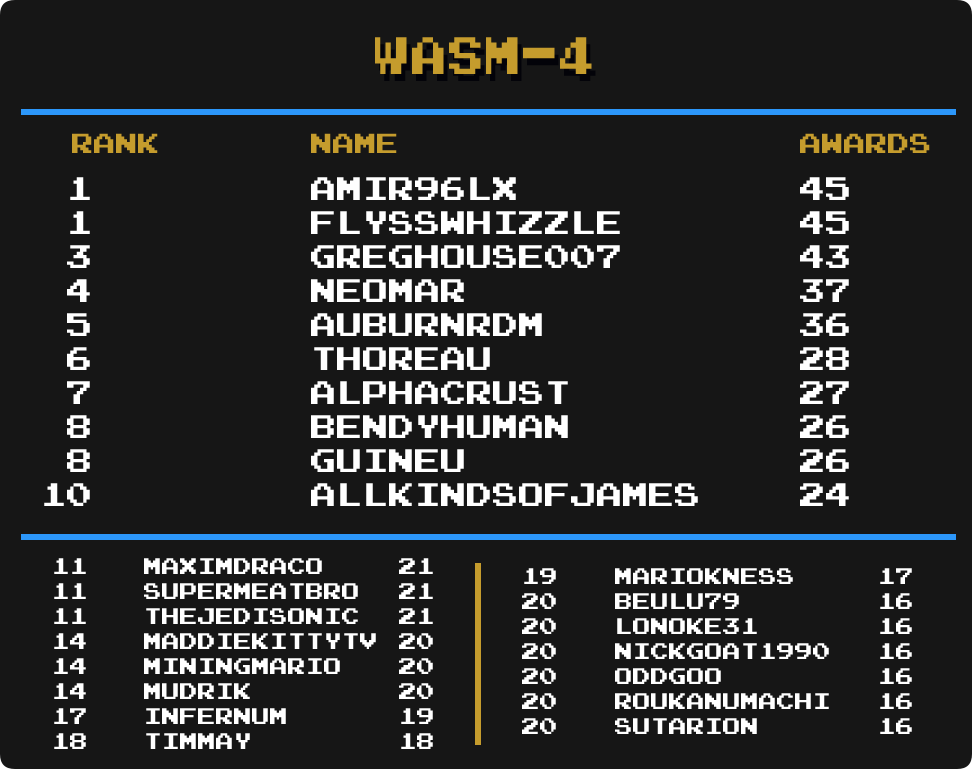 WASM-4
RANK NAME AWARDS
1 AMIR96LX 45
1 FLYSSWHIZZLE 45
3 GREGHOUSE007 43
4 NEOMAR 37
5 AUBURNRDM 36
6 THOREAU 28
7 ALPHACRUST 27
8 BENDYHUMAN 26
8 GUINEU 26
10 ALLKINDSOFJAMES 24
11 MAXIMDRACO 21
11 SUPERMEATBRO 21
11 THEJEDISONIC 21
14 MADDIEKITTYTV 20
14 MININGMARIO 20
14 MUDRIK 20
17 INFERNUM 19
18 TIMMAY 18
19 MARIOKNESS 17
20 BEULU79 16
20 LONOKE31 16
20 NICKGOAT1990 16
20 ODDGOO 16
20 ROUKANUMACHI 16
20 SUTARION 16